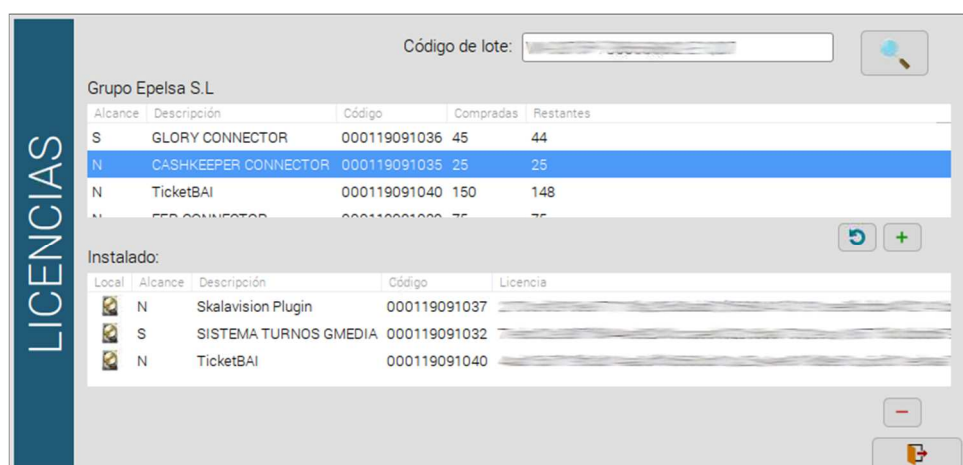 LICENCIAS
Código de lote:
Grupo Epelsa S.L
Alcance Descripción Código Compradas Restantes
S GLORY CONNECTOR 000119091036 45 44
N CASHKEEPER CONNECTOR 000119091035 25 25
N TicketBAI 000119091040 150 148
Instalado:
Local Alcance Descripción Código Licencia
N Skalavision Plugin 000119091037
S SISTEMA TURNOS GMEDIA 000119091032
N TicketBAI 000119091040